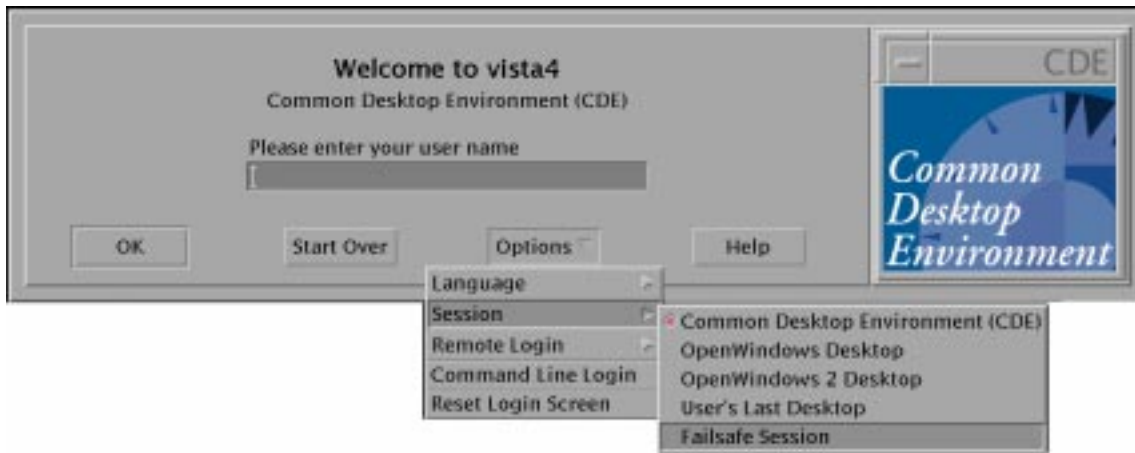 Welcome to vista4
Common Desktop Environment (CDE)
Please enter your user name
OK
Start Over
Options
Help
CDE
Common
Desktop
Environment
Language
Session
Remote Login
Command Line Login
Reset Login Screen
Common Desktop Environment (CDE)
OpenWindows Desktop
OpenWindows 2 Desktop
User's Last Desktop
Failsafe Session